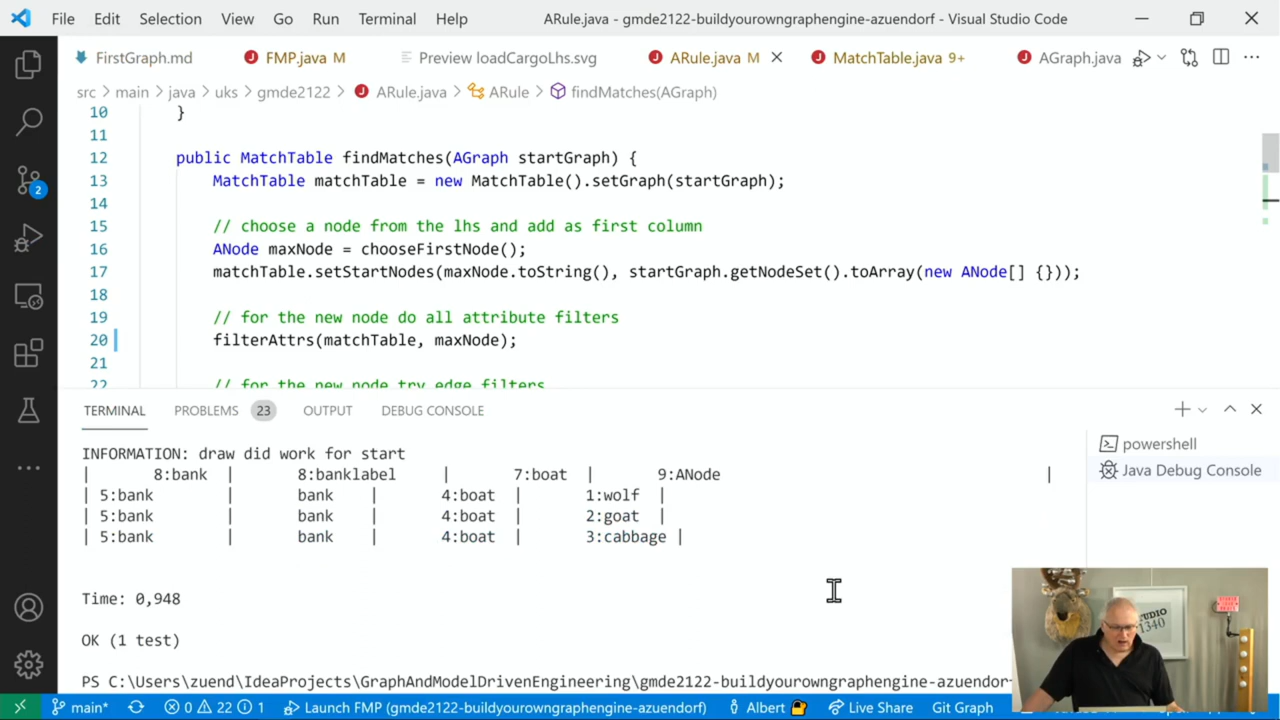 File Edit Selection View Go Run Terminal Help ARule.java - gmde2122-buildyourowngraphengine-azuendorf - Visual Studio Code
FirstGraph.md FMP.java M Preview loadCargoLhs.svg ARule.java M MatchTable.java 9+ AGraph.java
src > main > java > uks > gmde2122 > ARule.java > ARule > findMatches(AGraph)
10 }
11
12 public MatchTable findMatches(AGraph startGraph) {
13 MatchTable matchTable = new MatchTable().setGraph(startGraph);
14
15 // choose a node from the lhs and add as first column
16 ANode maxNode = chooseFirstNode();
17 matchTable.setStartNodes(maxNode.toString(), startGraph.getNodeSet().toArray(new ANode[] {}));
18
19 // for the new node do all attribute filters
20 filterAttrs(matchTable, maxNode);
21
22 // for the new node try edge filters
2
TERMINAL PROBLEMS 23 OUTPUT DEBUG CONSOLE
powershell
Java Debug Console
INFORMATION: draw did work for start
| 8:bank | 8:banklabel | 7:boat | 9:ANode |
| 5:bank | bank | 4:boat | 1:wolf |
| 5:bank | bank | 4:boat | 2:goat |
| 5:bank | bank | 4:boat | 3:cabbage |
Time: 0,948
OK (1 test)
PS C:\Users\zuend\IdeaProjects\GraphAndModelDrivenEngineering\gmde2122-buildyourowngraphengine-azuendor
STUDIO
1340
main* 0 22 1 Launch FMP (gmde2122-buildyourowngraphengine-azuendorf) Albert Live Share Git Graph